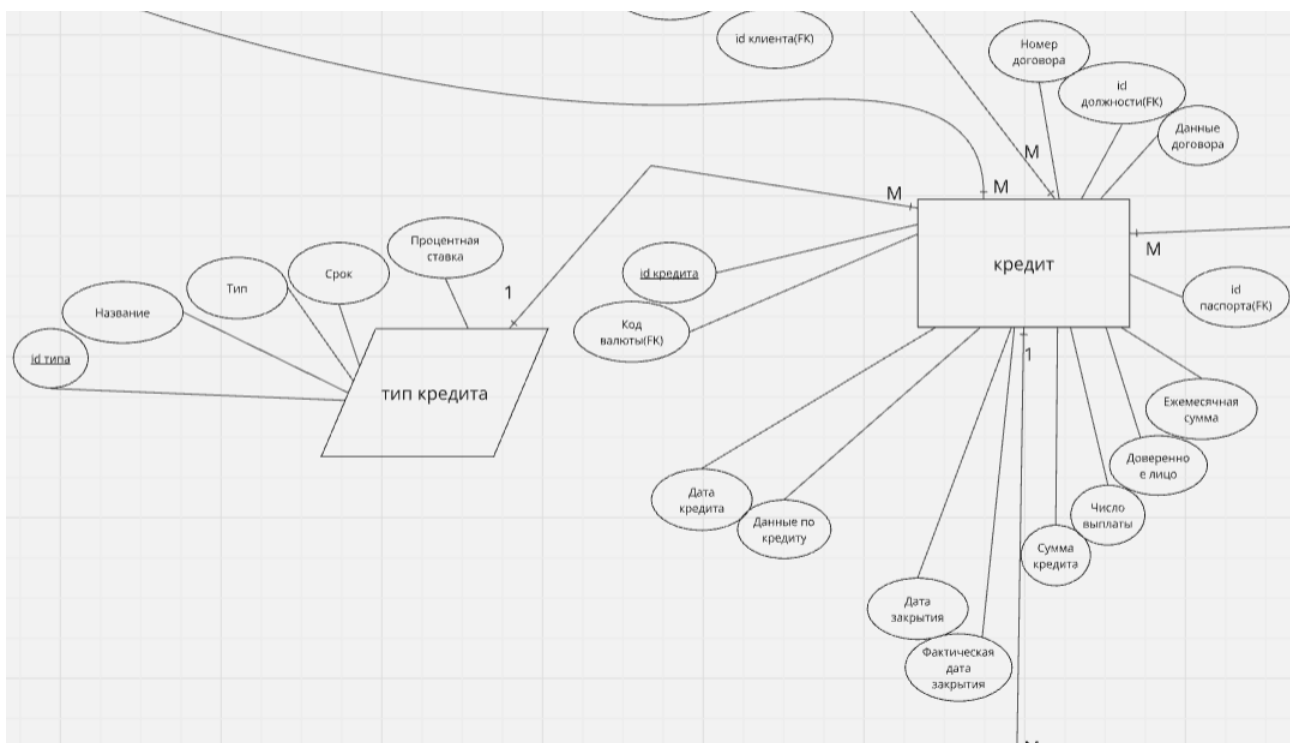 id клиента(FK)
Номер
договора
id
должности(FK)
Данные
договора
M
M
M
M
id
паспорта(FK)
кредит
id кредита
Код
валюты(FK)
1
Процентная
ставка
Срок
Тип
Название
id типа
тип кредита
1
Ежемесячная
сумма
Доверенно
е лицо
Число
выплаты
Сумма
кредита
Дата
кредита
Данные по
кредиту
Дата
закрытия
Фактическая
дата
закрытия